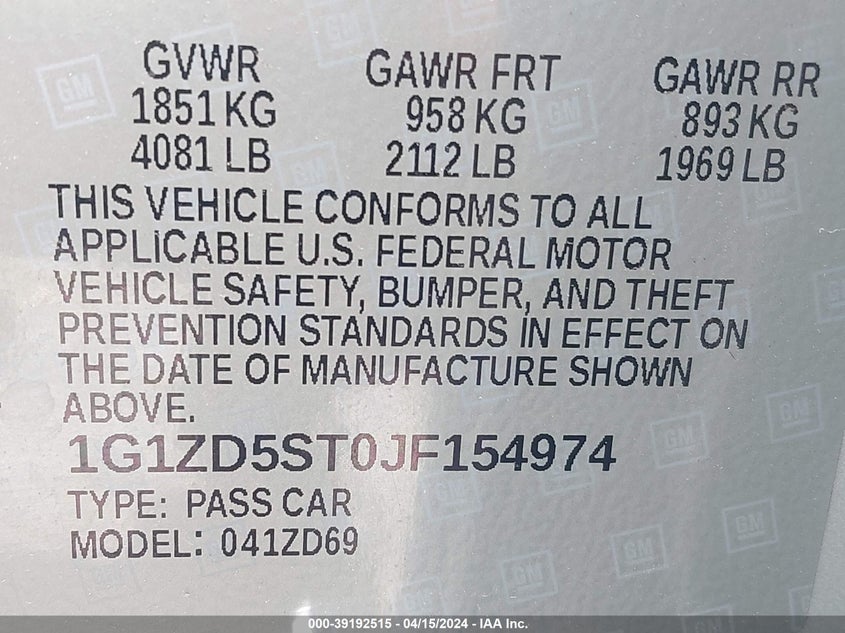 GVWR GAWR FRT GAWR RR
1851 KG 958 KG 893 KG
4081 LB 2112 LB 1969 LB
THIS VEHICLE CONFORMS TO ALL
APPLICABLE U.S. FEDERAL MOTOR
VEHICLE SAFETY, BUMPER, AND THEFT
PREVENTION STANDARDS IN EFFECT ON
THE DATE OF MANUFACTURE SHOWN
ABOVE.
1G1ZD5ST0JF154974
TYPE: PASS CAR
MODEL: 041ZD69
GM
000-39192515 - 04/15/2024 - IAA Inc.